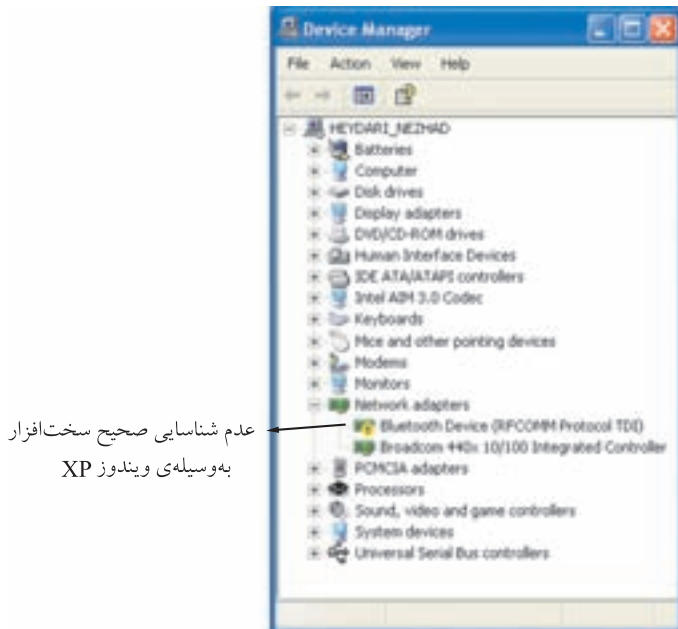 Device Manager
File Action View Help
HEYDARI_NEZHAD
Batteries
Computer
Disk drives
Display adapters
DVD/CD-ROM drives
Human Interface Devices
IDE ATA/ATAPI controllers
Intel AIM 3.0 Codec
Keyboards
Mice and other pointing devices
Modems
Monitors
Network adapters
Bluetooth Device (RFCOMM Protocol TDI)
Broadcom 440x 10/100 Integrated Controller
PCMCIA adapters
Processors
Sound, video and game controllers
System devices
Universal Serial Bus controllers
عدم شناسایی صحیح سخت‌افزار
به‌وسیله‌ی ویندوز XP